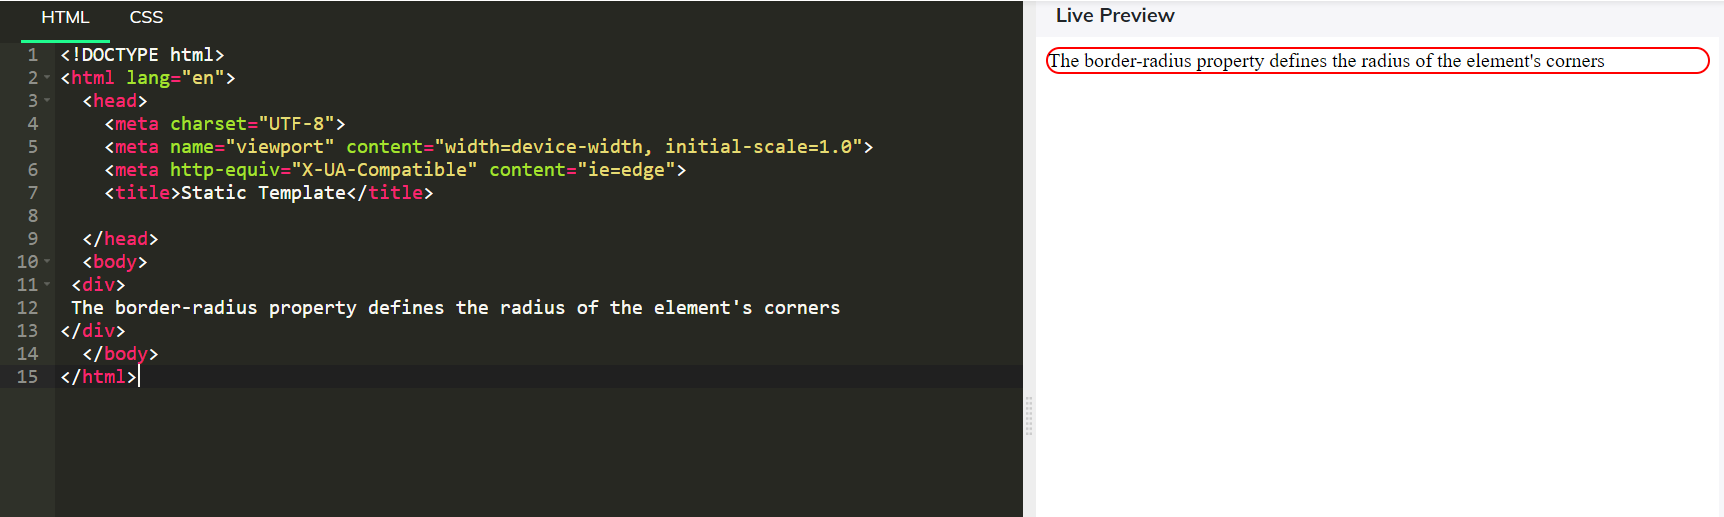 HTML CSS
1 <!DOCTYPE html>
2 <html lang="en">
3 <head>
4 <meta charset="UTF-8">
5 <meta name="viewport" content="width=device-width, initial-scale=1.0">
6 <meta http-equiv="X-UA-Compatible" content="ie=edge">
7 <title>Static Template</title>
8
9 </head>
10 <body>
11 <div>
12 The border-radius property defines the radius of the element's corners
13 </div>
14 </body>
15 </html>
Live Preview
The border-radius property defines the radius of the element's corners